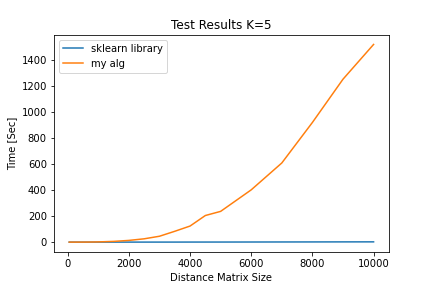 Test Results K=5
sklearn library
my alg
1400
1200
1000
800
600
400
200
0
Time [Sec]
0
2000
4000
6000
8000
10000
Distance Matrix Size